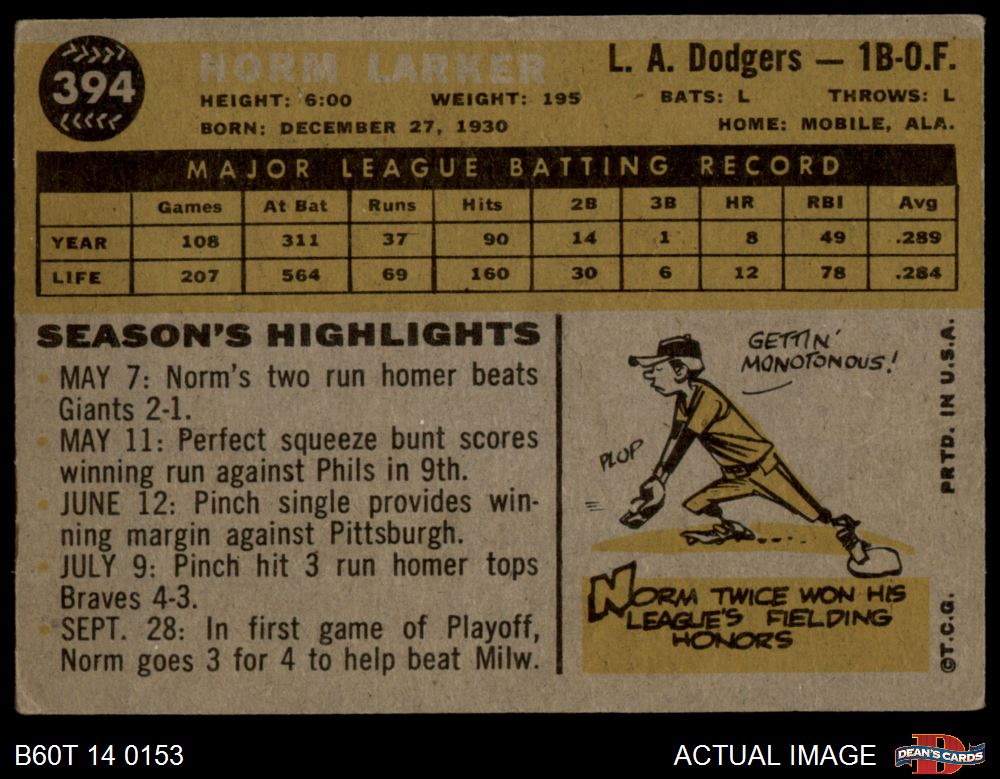 394
NORM LARKER
L. A. Dodgers — 1B-O.F.
HEIGHT: 6:00 WEIGHT: 195 BATS: L THROWS: L
BORN: DECEMBER 27, 1930 HOME: MOBILE, ALA.
MAJOR LEAGUE BATTING RECORD
Games At Bat Runs Hits 2B 3B HR RBI Avg
YEAR 108 311 37 90 14 1 8 49 .289
LIFE 207 564 69 160 30 6 12 78 .284
SEASON'S HIGHLIGHTS
MAY 7: Norm's two run homer beats
Giants 2-1.
MAY 11: Perfect squeeze bunt scores
winning run against Phils in 9th.
JUNE 12: Pinch single provides win-
ning margin against Pittsburgh.
JULY 9: Pinch hit 3 run homer tops
Braves 4-3.
SEPT. 28: In first game of Playoff,
Norm goes 3 for 4 to help beat Milw.
GETTIN'
MONOTONOUS!
PLOP
NORM TWICE WON HIS
LEAGUE'S FIELDING
HONORS
PRTD. IN U.S.A.
©T.C.G.
B60T 14 0153
ACTUAL IMAGE
D
DEAN'S CARDS